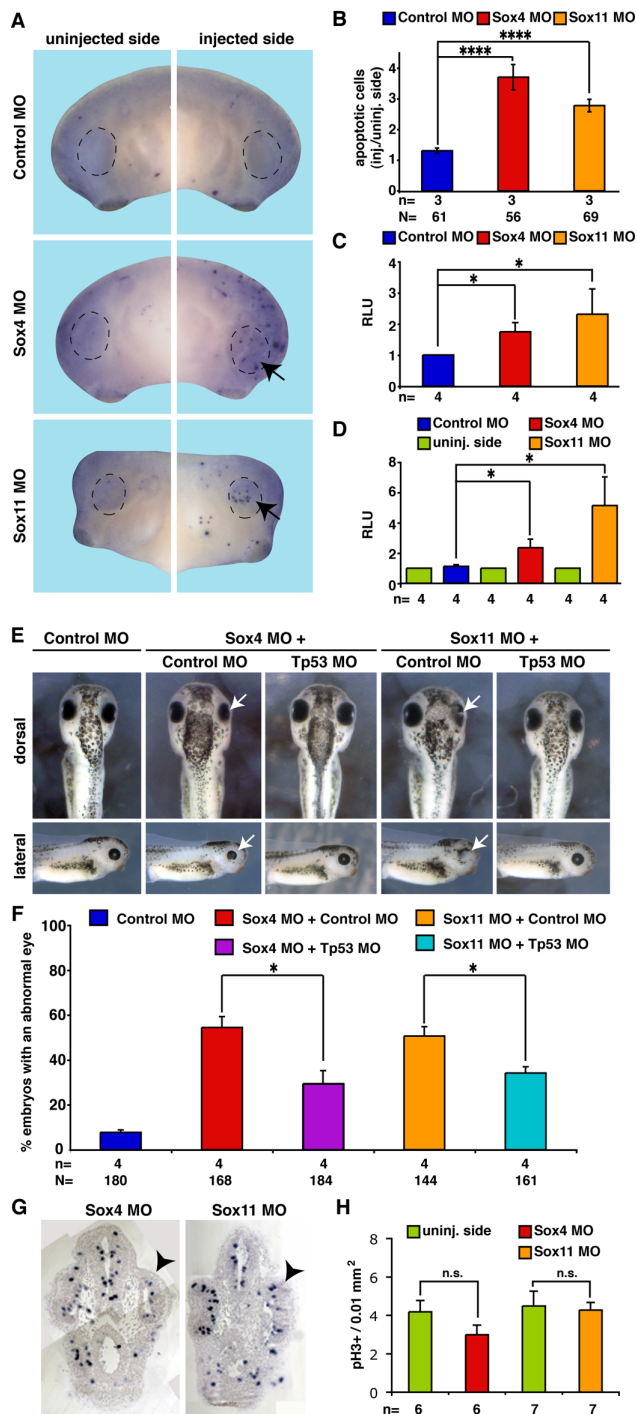 A
uninjected side injected side
Control MO
Sox4 MO
Sox11 MO
B
Control MO Sox4 MO Sox11 MO
apoptotic cells
(inj./uninj. side)
4
3
2
1
0
****
****
n= 3 3 3
N= 61 56 69
C
Control MO Sox4 MO Sox11 MO
RLU
4
3
2
1
0
*
*
n= 4 4 4
D
Control MO Sox4 MO
uninj. side Sox11 MO
RLU
8
6
4
2
0
*
*
n= 4 4 4 4 4 4
E
Control MO Sox4 MO + Sox11 MO +
Control MO Tp53 MO Control MO Tp53 MO
dorsal
lateral
F
Control MO Sox4 MO + Control MO Sox11 MO + Control MO
Sox4 MO + Tp53 MO Sox11 MO + Tp53 MO
% embryos with an abnormal eye
100
80
60
40
20
0
*
*
n= 4 4 4 4 4
N= 180 168 184 144 161
G
Sox4 MO Sox11 MO
H
uninj. side Sox4 MO
Sox11 MO
pH3+ / 0.01 mm²
8
6
4
2
0
n.s. n.s.
n= 6 6 7 7